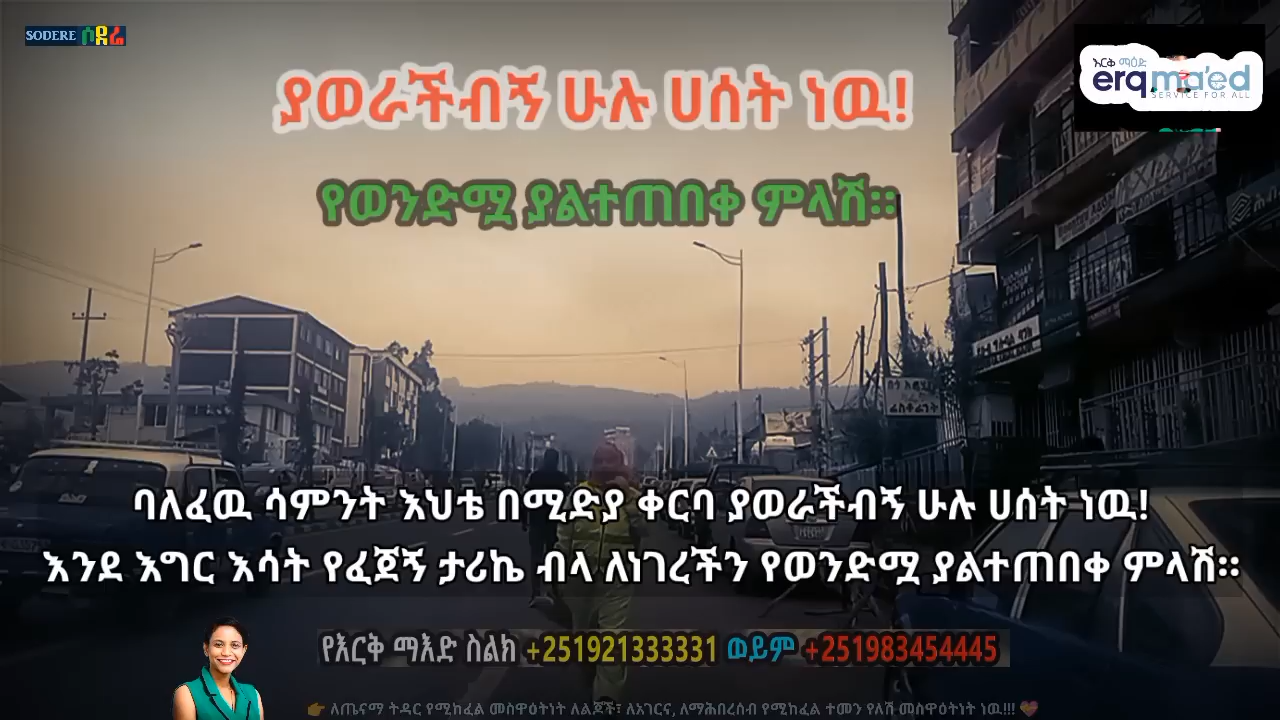 SODERE ሶደሬ
እርቅ ማዕድ
erqma'ed
SERVICE FOR ALL
ያወራችብኝ ሁሉ ሀሰት ነዉ!
የወንድሟ ያልተጠበቀ ምላሽ።
ባለፈዉ ሳምንት እህቴ በሚድያ ቀርባ ያወራችብኝ ሁሉ ሀሰት ነዉ!
እንደ እግር እሳት የፈጀኝ ታሪኬ ብላ ለነገረችን የወንድሟ ያልተጠበቀ ምላሽ።
የእርቅ ማእድ ስልክ +251921333331 ወይም +251983454445
👉 ለጤናማ ትዳር የሚከፈል መስዋዕትነት ለልጆች፣ ለአገርና, ለማሕበረሰብ የሚከፈል ተመን የለሽ መስዋዕትነት ነዉ!!! 💝